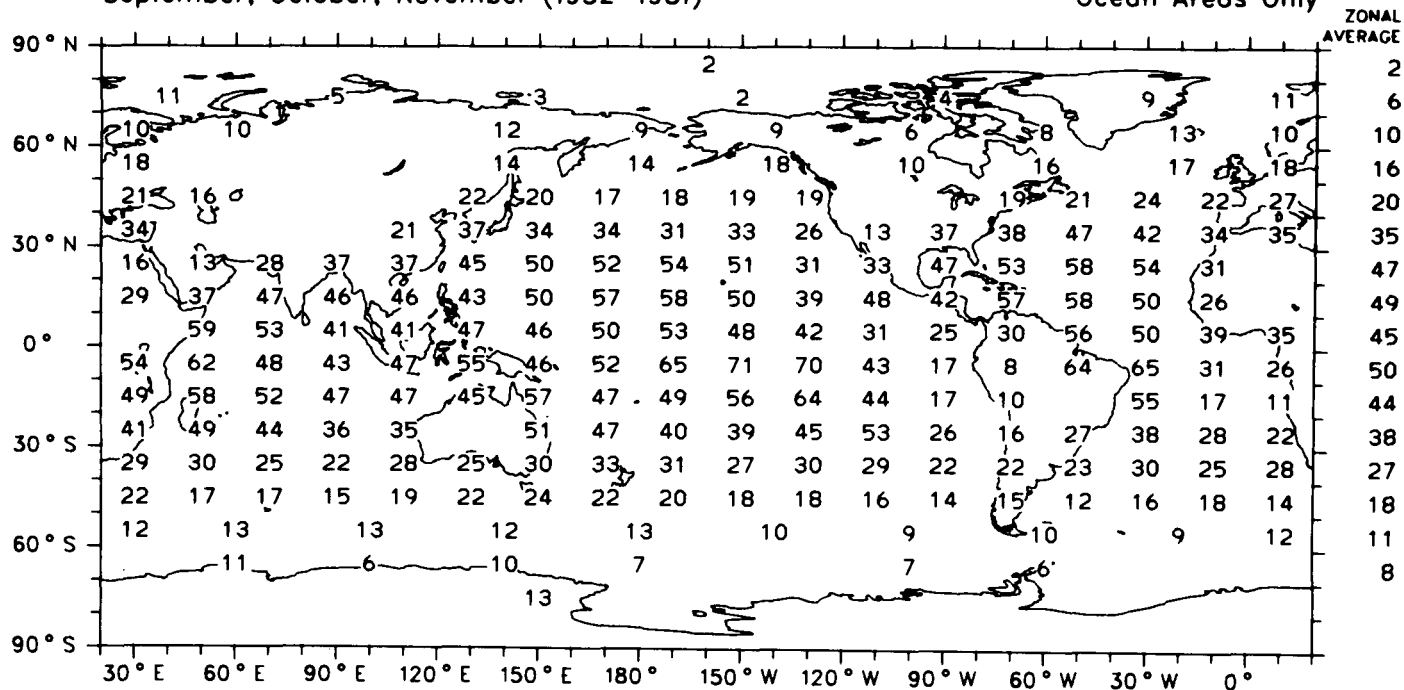 September, October, November
Ocean Areas Only
ZONAL
AVERAGE
90° N
2 2
11 5 3 2 4 9 11 6
10 10 12 9 9 6 8 13 10 10
60° N
18 14 14 18 10 16 17 18 16
21 16 22 20 17 18 19 19 19 21 24 22 27 20
34 21 37 34 34 31 33 26 13 37 38 47 42 34 35 35
30° N
16 13 28 37 37 45 50 52 54 51 31 33 47 53 58 54 31 47
29 37 47 46 46 43 50 57 58 50 39 48 42 57 58 50 26 49
59 53 41 41 47 46 50 53 48 42 31 25 30 56 50 39 35 45
0°
54 62 48 43 47 55 46 52 65 71 70 43 17 8 64 65 31 26 50
49 58 52 47 47 45 57 47 49 56 64 44 17 10 55 17 11 44
41 49 44 36 35 51 47 40 39 45 53 26 16 27 38 28 22 38
30° S
29 30 25 22 28 25 30 33 31 27 30 29 22 22 23 30 25 28 27
22 17 17 15 19 22 24 22 20 18 18 16 14 15 12 16 18 14 18
12 13 13 12 13 10 9 10 9 12 11
60° S
11 6 10 7 7 6 8
13
90° S
30° E 60° E 90° E 120° E 150° E 180° 150° W 120° W 90° W 60° W 30° W 0°